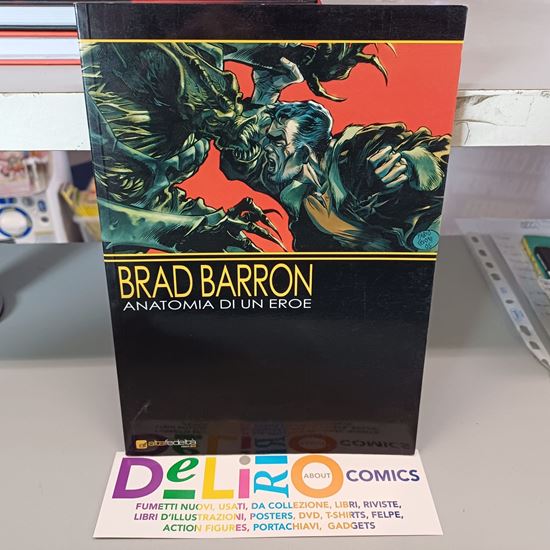 BRAD BARRON
ANATOMIA DI UN EROE
altafedeltà
DeLiRiO
ABOUT
COMICS
FUMETTI NUOVI, USATI, DA COLLEZIONE, LIBRI, RIVISTE,
LIBRI D'ILLUSTRAZIONI, POSTERS, DVD, T-SHIRTS, FELPE,
ACTION FIGURES, PORTACHIAVI, GADGETS